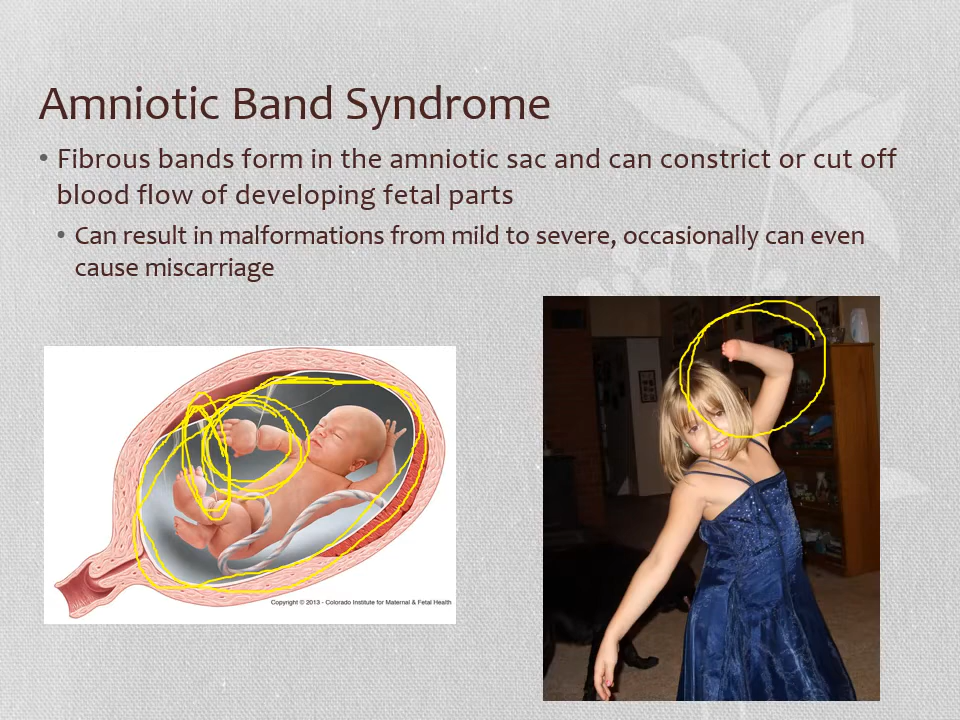 Amniotic Band Syndrome
• Fibrous bands form in the amniotic sac and can constrict or cut off
blood flow of developing fetal parts
• Can result in malformations from mild to severe, occasionally can even
cause miscarriage
Copyright © 2013 - Colorado Institute for Maternal & Fetal Health